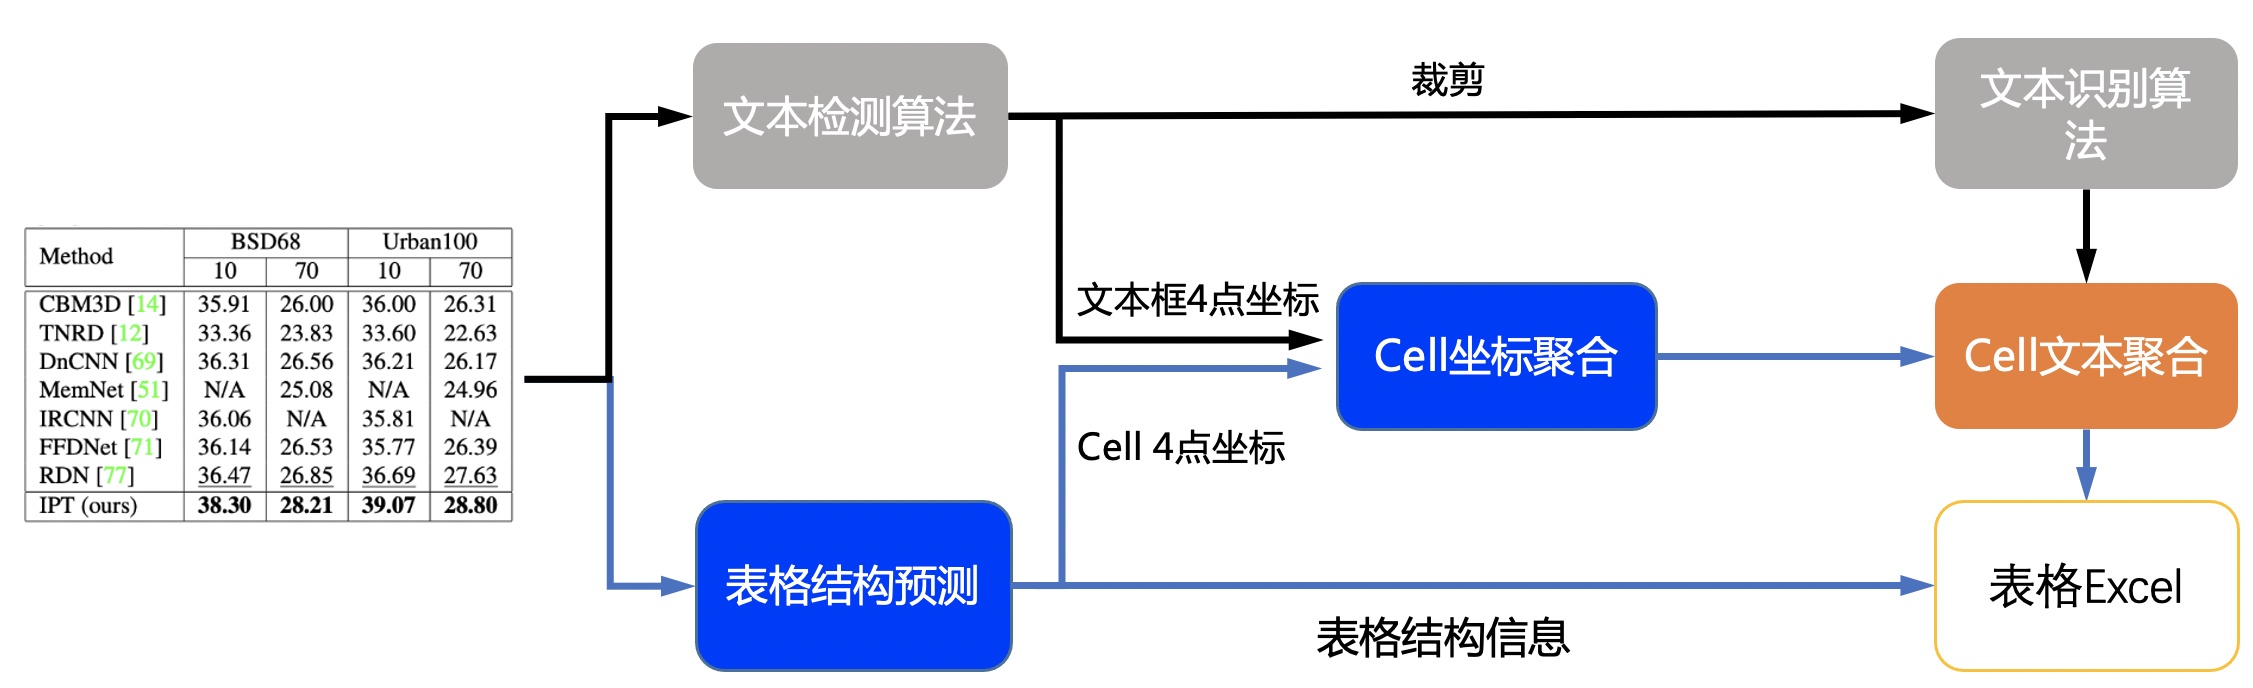 文本检测算法
裁剪
文本识别算
法
文本框4点坐标
Cell坐标聚合
Cell文本聚合
Cell 4点坐标
表格结构预测
表格结构信息
表格Excel
Method BSD68 Urban100
10 70 10 70
CBM3D [14] 35.91 26.00 36.00 26.31
TNRD [12] 33.36 23.83 33.60 22.63
DnCNN [69] 36.31 26.56 36.21 26.17
MemNet [51] N/A 25.08 N/A 24.96
IRCNN [70] 36.06 N/A 35.81 N/A
FFDNet [71] 36.14 26.53 35.77 26.39
RDN [77] 36.47 26.85 36.69 27.63
IPT (ours) 38.30 28.21 39.07 28.80